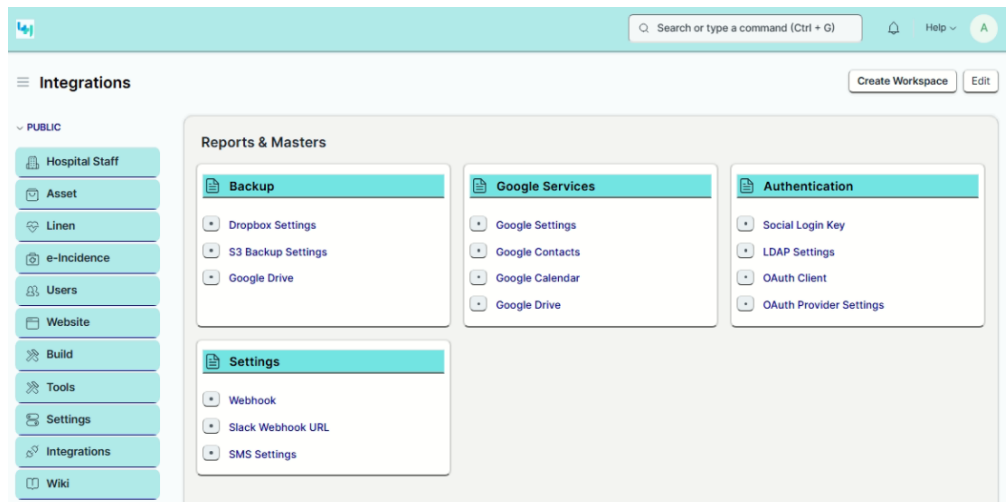 Search or type a command (Ctrl + G)
Help
A
Integrations
Create Workspace
Edit
PUBLIC
Hospital Staff
Asset
Linen
e-Incidence
Users
Website
Build
Tools
Settings
Integrations
Wiki
Reports & Masters
Backup
Dropbox Settings
S3 Backup Settings
Google Drive
Google Services
Google Settings
Google Contacts
Google Calendar
Google Drive
Authentication
Social Login Key
LDAP Settings
OAuth Client
OAuth Provider Settings
Settings
Webhook
Slack Webhook URL
SMS Settings